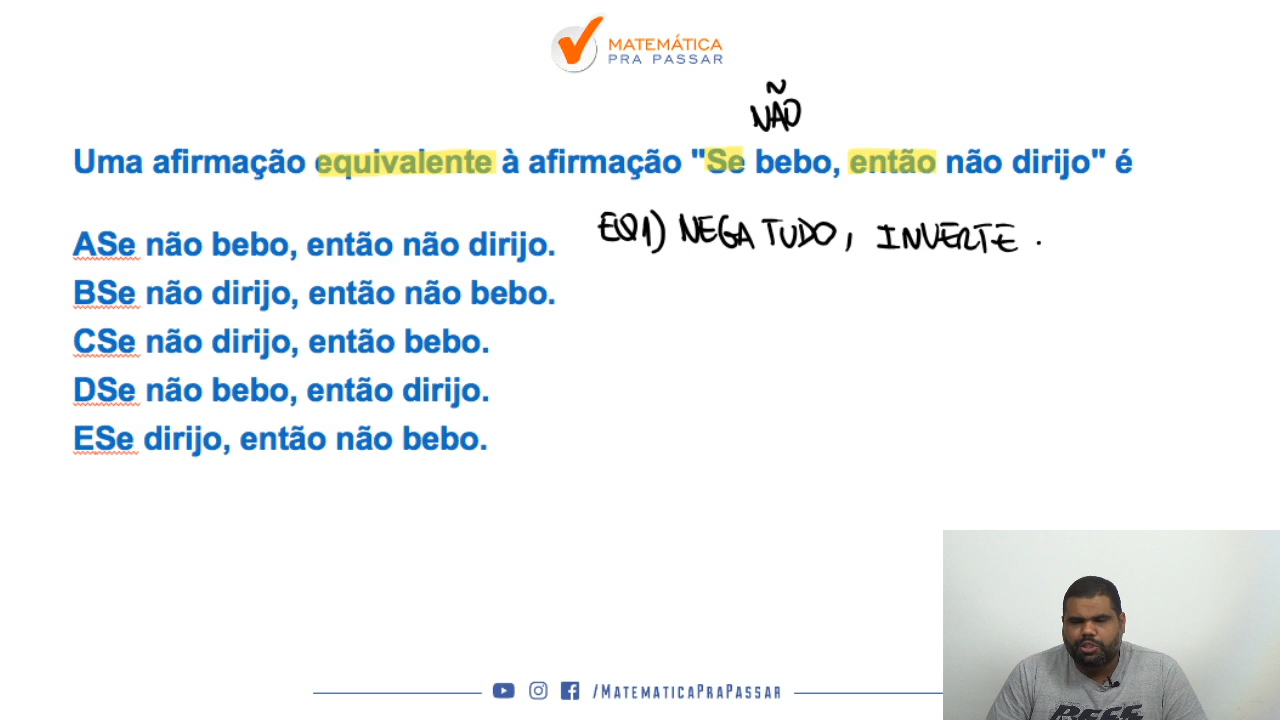 MATEMÁTICA
PRA PASSAR
NÃO
Uma afirmação equivalente à afirmação "Se bebo, então não dirijo" é
EQ1) NEGA TUDO, INVERTE.
ASe não bebo, então não dirijo.
BSe não dirijo, então não bebo.
CSe não dirijo, então bebo.
DSe não bebo, então dirijo.
ESe dirijo, então não bebo.
/MATEMATICAPRAPASSAR